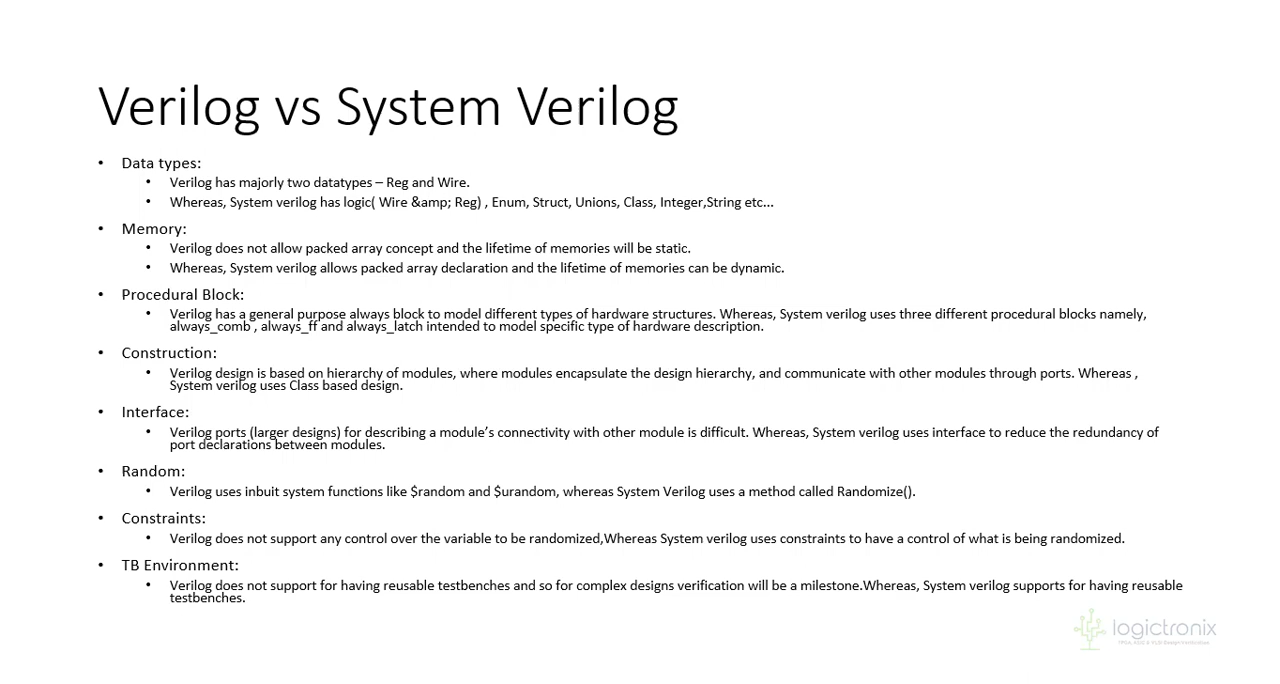 Verilog vs System Verilog
• Data types:
• Verilog has majorly two datatypes – Reg and Wire.
• Whereas, System verilog has logic( Wire &amp; Reg) , Enum, Struct, Unions, Class, Integer,String etc...
• Memory:
• Verilog does not allow packed array concept and the lifetime of memories will be static.
• Whereas, System verilog allows packed array declaration and the lifetime of memories can be dynamic.
• Procedural Block:
• Verilog has a general purpose always block to model different types of hardware structures. Whereas, System verilog uses three different procedural blocks namely,
always_comb , always_ff and always_latch intended to model specific type of hardware description.
• Construction:
• Verilog design is based on hierarchy of modules, where modules encapsulate the design hierarchy, and communicate with other modules through ports. Whereas ,
System verilog uses Class based design.
• Interface:
• Verilog ports (larger designs) for describing a module’s connectivity with other module is difficult. Whereas, System verilog uses interface to reduce the redundancy of
port declarations between modules.
• Random:
• Verilog uses inbuit system functions like $random and $urandom, whereas System Verilog uses a method called Randomize().
• Constraints:
• Verilog does not support any control over the variable to be randomized,Whereas System verilog uses constraints to have a control of what is being randomized.
• TB Environment:
• Verilog does not support for having reusable testbenches and so for complex designs verification will be a milestone.Whereas, System verilog supports for having reusable
testbenches.
logictronix